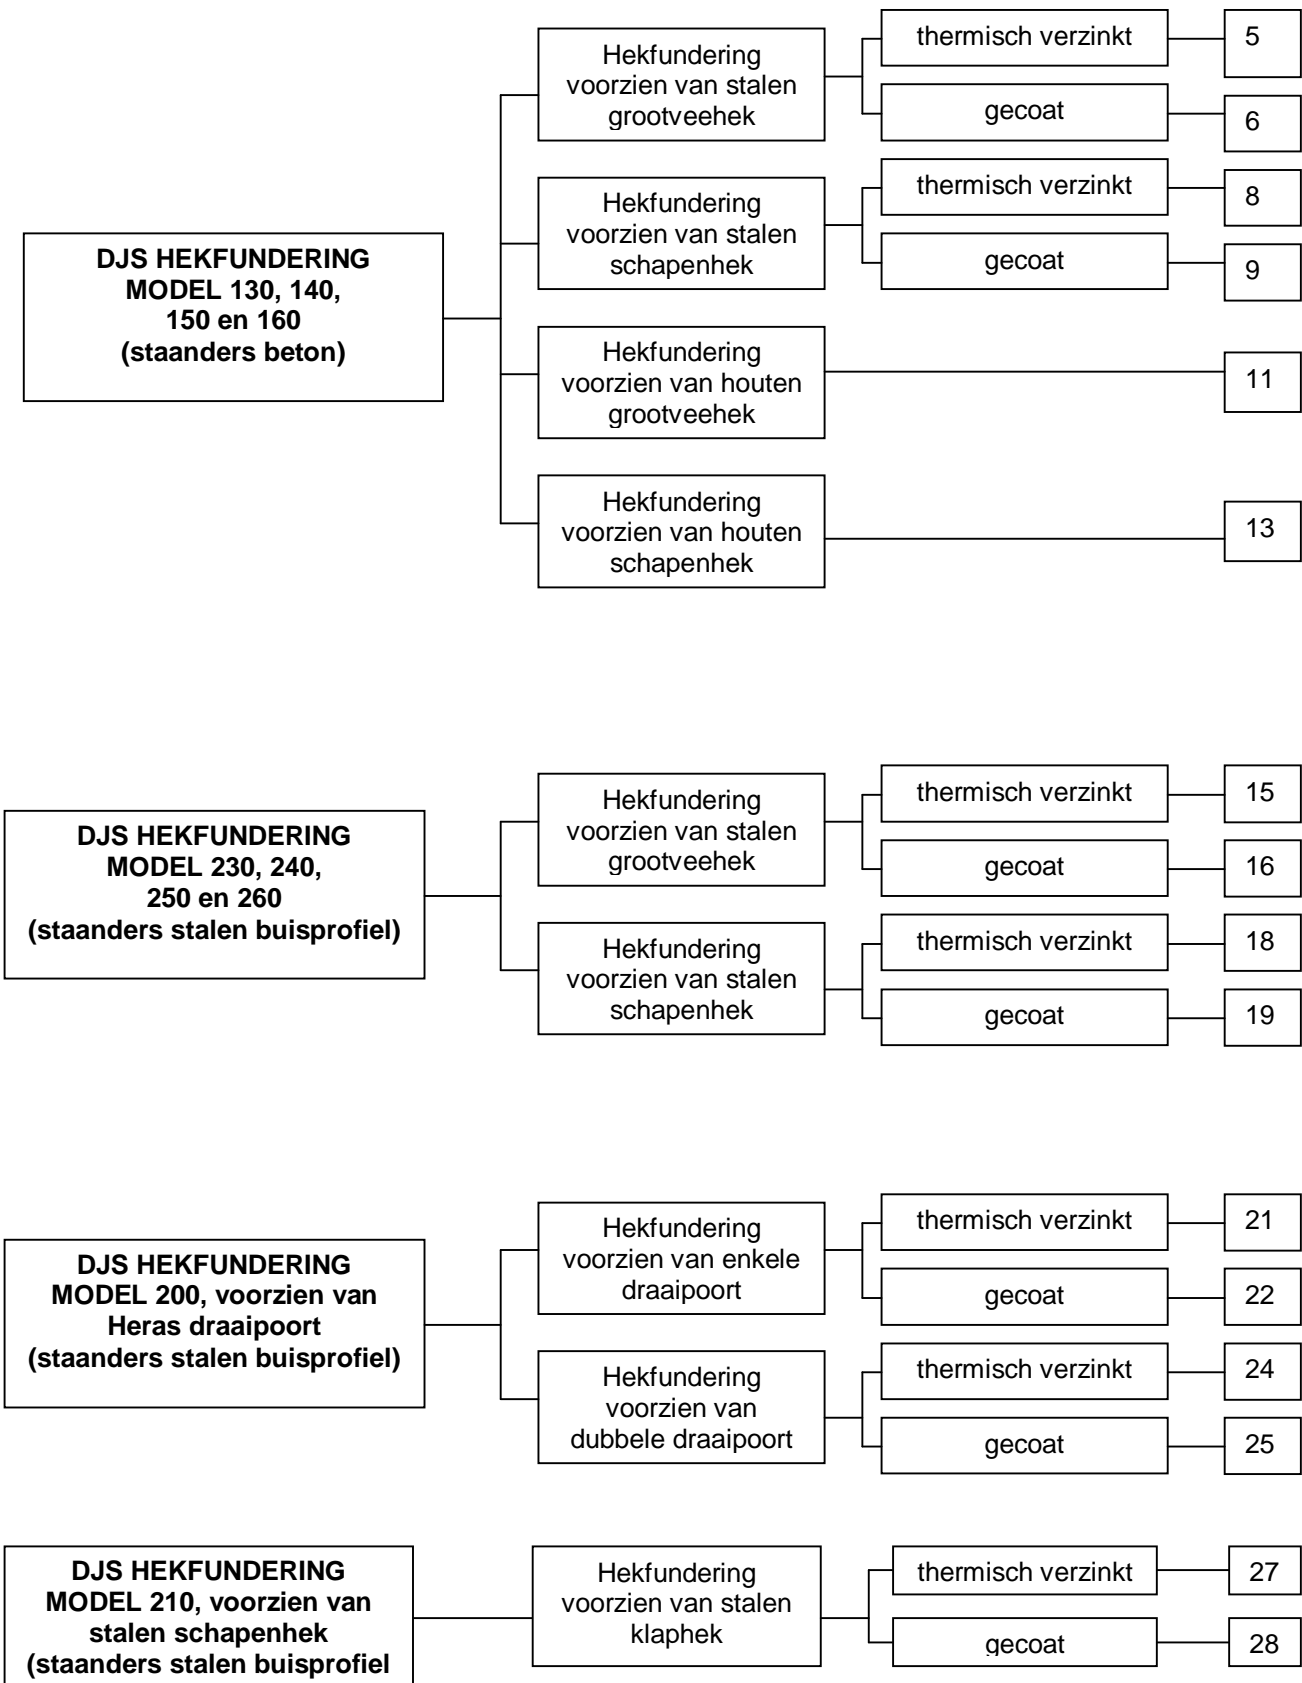 DJS HEKFUNDERING
MODEL 130, 140,
150 en 160
(staanders beton)
Hekfundering
voorzien van stalen
grootveehek
thermisch verzinkt
5
gecoat
6
Hekfundering
voorzien van stalen
schapenhek
thermisch verzinkt
8
gecoat
9
Hekfundering
voorzien van houten
grootveehek
11
Hekfundering
voorzien van houten
schapenhek
13
DJS HEKFUNDERING
MODEL 230, 240,
250 en 260
(staanders stalen buisprofiel)
Hekfundering
voorzien van stalen
grootveehek
thermisch verzinkt
15
gecoat
16
Hekfundering
voorzien van stalen
schapenhek
thermisch verzinkt
18
gecoat
19
DJS HEKFUNDERING
MODEL 200, voorzien van
Heras draaipoort
(staanders stalen buisprofiel)
Hekfundering
voorzien van enkele
draaipoort
thermisch verzinkt
21
gecoat
22
Hekfundering
voorzien van
dubbele draaipoort
thermisch verzinkt
24
gecoat
25
DJS HEKFUNDERING
MODEL 210, voorzien van
stalen schapenhek
(staanders stalen buisprofiel
Hekfundering
voorzien van stalen
klaphek
thermisch verzinkt
27
gecoat
28